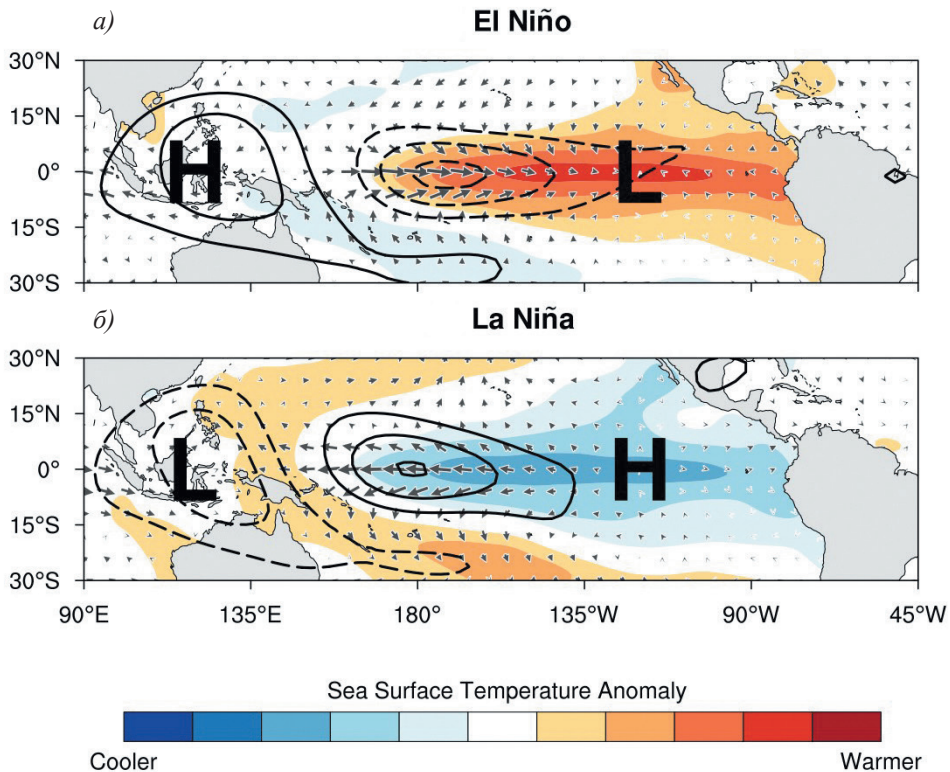 а)
El Niño
30°N
15°N
0°
15°S
30°S
H
L
б)
La Niña
30°N
15°N
0°
15°S
30°S
L
H
90°E 135°E 180° 135°W 90°W 45°W
Sea Surface Temperature Anomaly
Cooler Warmer